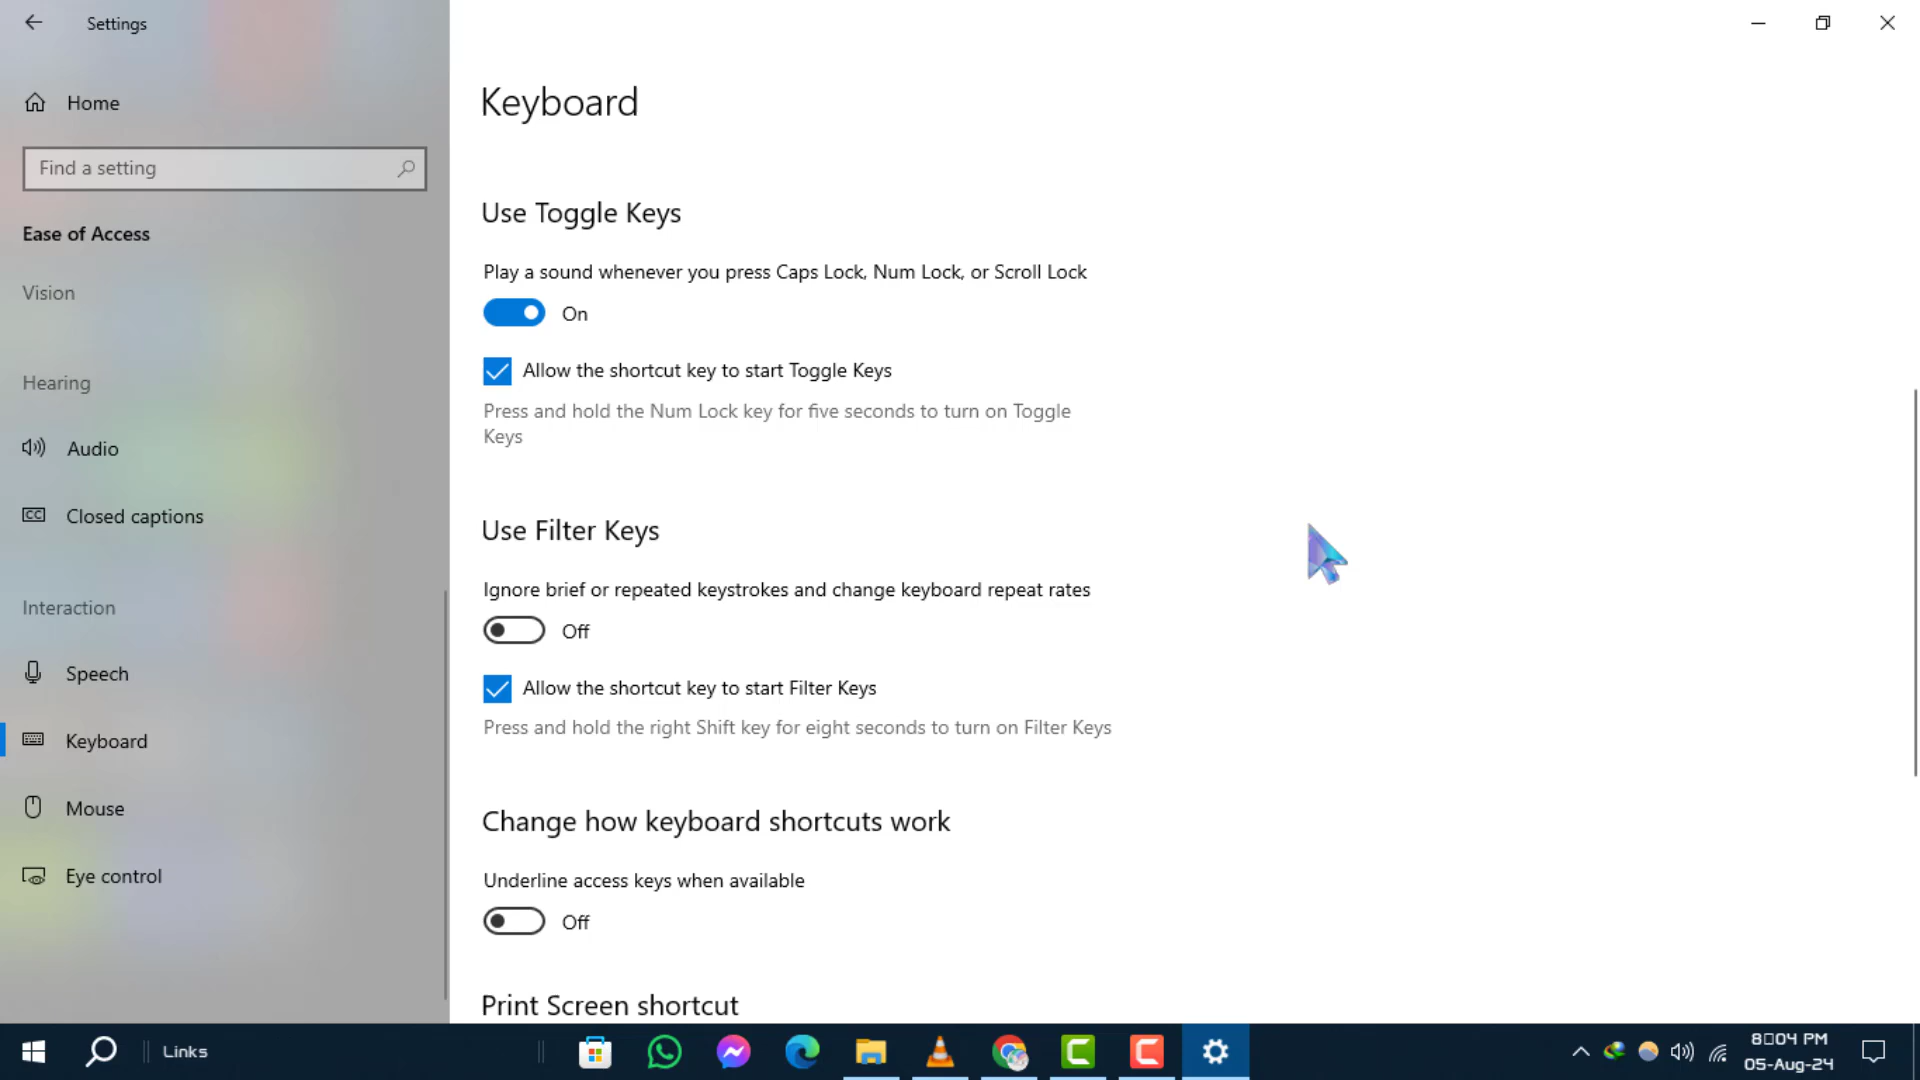 Settings
Home
Find a setting
Ease of Access
Vision
Hearing
Audio
CC
Closed captions
Interaction
Speech
Keyboard
Mouse
Eye control
Keyboard
Use Toggle Keys
Play a sound whenever you press Caps Lock, Num Lock, or Scroll Lock
On
Allow the shortcut key to start Toggle Keys
Press and hold the Num Lock key for five seconds to turn on Toggle
Keys
Use Filter Keys
Ignore brief or repeated keystrokes and change keyboard repeat rates
Off
Allow the shortcut key to start Filter Keys
Press and hold the right Shift key for eight seconds to turn on Filter Keys
Change how keyboard shortcuts work
Underline access keys when available
Off
Print Screen shortcut
Links
8□04 PM
05-Aug-24